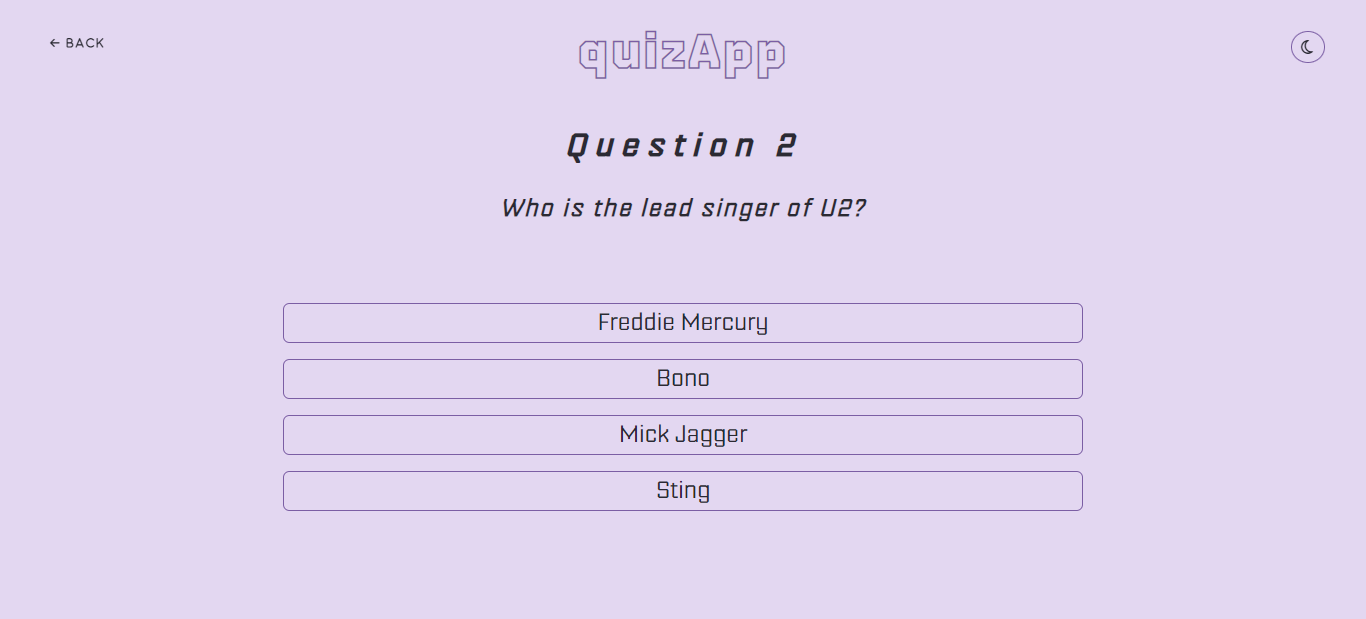 ← BACK
quizApp
Question 2
Who is the lead singer of U2?
Freddie Mercury
Bono
Mick Jagger
Sting